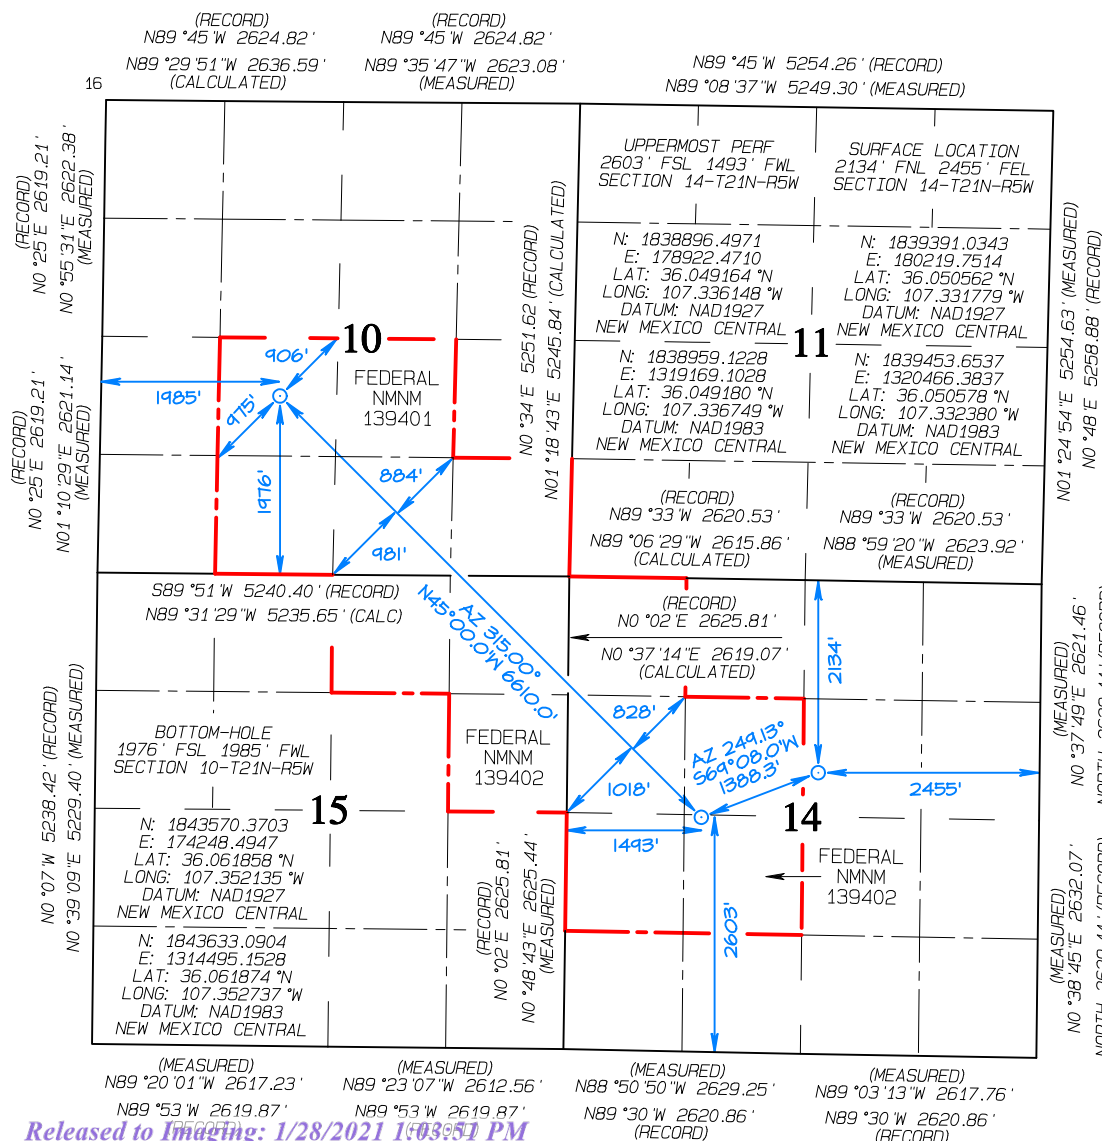 (RECORD)
N89°45'W 2624.82'
N89°29'51"W 2636.59'
(CALCULATED)
(RECORD)
N89°45'W 2624.82'
N89°35'47"W 2623.08'
(MEASURED)
N89°45'W 5254.26' (RECORD)
N89°08'37"W 5249.30' (MEASURED)
16
(RECORD)
N0°25'E 2619.21'
N0°55'31"E 2622.38'
(MEASURED)
(RECORD)
N0°25'E 2619.21'
N01°10'29"E 2621.14'
(MEASURED)
N0°34'E 5251.62 (RECORD)
N01°18'43"E 5245.84' (CALCULATED)
UPPERMOST PERF
2603' FSL 1493' FWL
SECTION 14-T21N-R5W
SURFACE LOCATION
2134' FNL 2455' FEL
SECTION 14-T21N-R5W
N: 1838896.4971
E: 178922.4710
LAT: 36.049164°N
LONG: 107.336148°W
DATUM: NAD1927
NEW MEXICO CENTRAL
N: 1839391.0343
E: 180219.7514
LAT: 36.050562°N
LONG: 107.331779°W
DATUM: NAD1927
NEW MEXICO CENTRAL
N: 1838959.1228
E: 1319169.1028
LAT: 36.049180°N
LONG: 107.336749°W
DATUM: NAD1983
NEW MEXICO CENTRAL
N: 1839453.6537
E: 1320466.3837
LAT: 36.050578°N
LONG: 107.332380°W
DATUM: NAD1983
NEW MEXICO CENTRAL
11
N01°24'54"E 5254.63' (MEASURED)
N0°48'E 5258.88' (RECORD)
10
FEDERAL
NMNM
139401
906'
1985'
975'
1976'
884'
981'
(RECORD)
N89°33'W 2620.53'
N89°06'29"W 2615.86'
(CALCULATED)
(RECORD)
N89°33'W 2620.53'
N88°59'20"W 2623.92'
(MEASURED)
S89°51'W 5240.40' (RECORD)
N89°31'29"W 5235.65' (CALC)
AZ 315.00°
N45°00.0'W 6610.0'
(RECORD)
N0°02'E 2625.81'
N0°37'14"E 2619.07'
(CALCULATED)
2134'
828'
1018'
AZ 249.13°
S69°08.0'W
1388.3'
2455'
1493'
2603'
14
FEDERAL
NMNM
139402
N0°37'49"E 2621.46'
(MEASURED)
N0°38'45"E 2632.07'
N0°07'W 5238.42' (RECORD)
N0°39'09"E 5229.40' (MEASURED)
BOTTOM-HOLE
1976' FSL 1985' FWL
SECTION 10-T21N-R5W
15
FEDERAL
NMNM
139402
N: 1843570.3703
E: 174248.4947
LAT: 36.061858°N
LONG: 107.352135°W
DATUM: NAD1927
NEW MEXICO CENTRAL
N: 1843633.0904
E: 1314495.1528
LAT: 36.061874°N
LONG: 107.352737°W
DATUM: NAD1983
NEW MEXICO CENTRAL
(RECORD)
N0°02'E 2625.81'
N0°48'43"E 2625.44'
(MEASURED)
(MEASURED)
N89°20'01"W 2617.23'
N89°53'W 2619.87'
(RECORD)
(MEASURED)
N89°23'07"W 2612.56'
N89°53'W 2619.87'
(RECORD)
(MEASURED)
N88°50'50"W 2629.25'
N89°30'W 2620.86'
(RECORD)
(MEASURED)
N89°03'13"W 2617.76'
N89°30'W 2620.86'
(RECORD)
Released to Imaging: 1/28/2021 1:03:51 PM